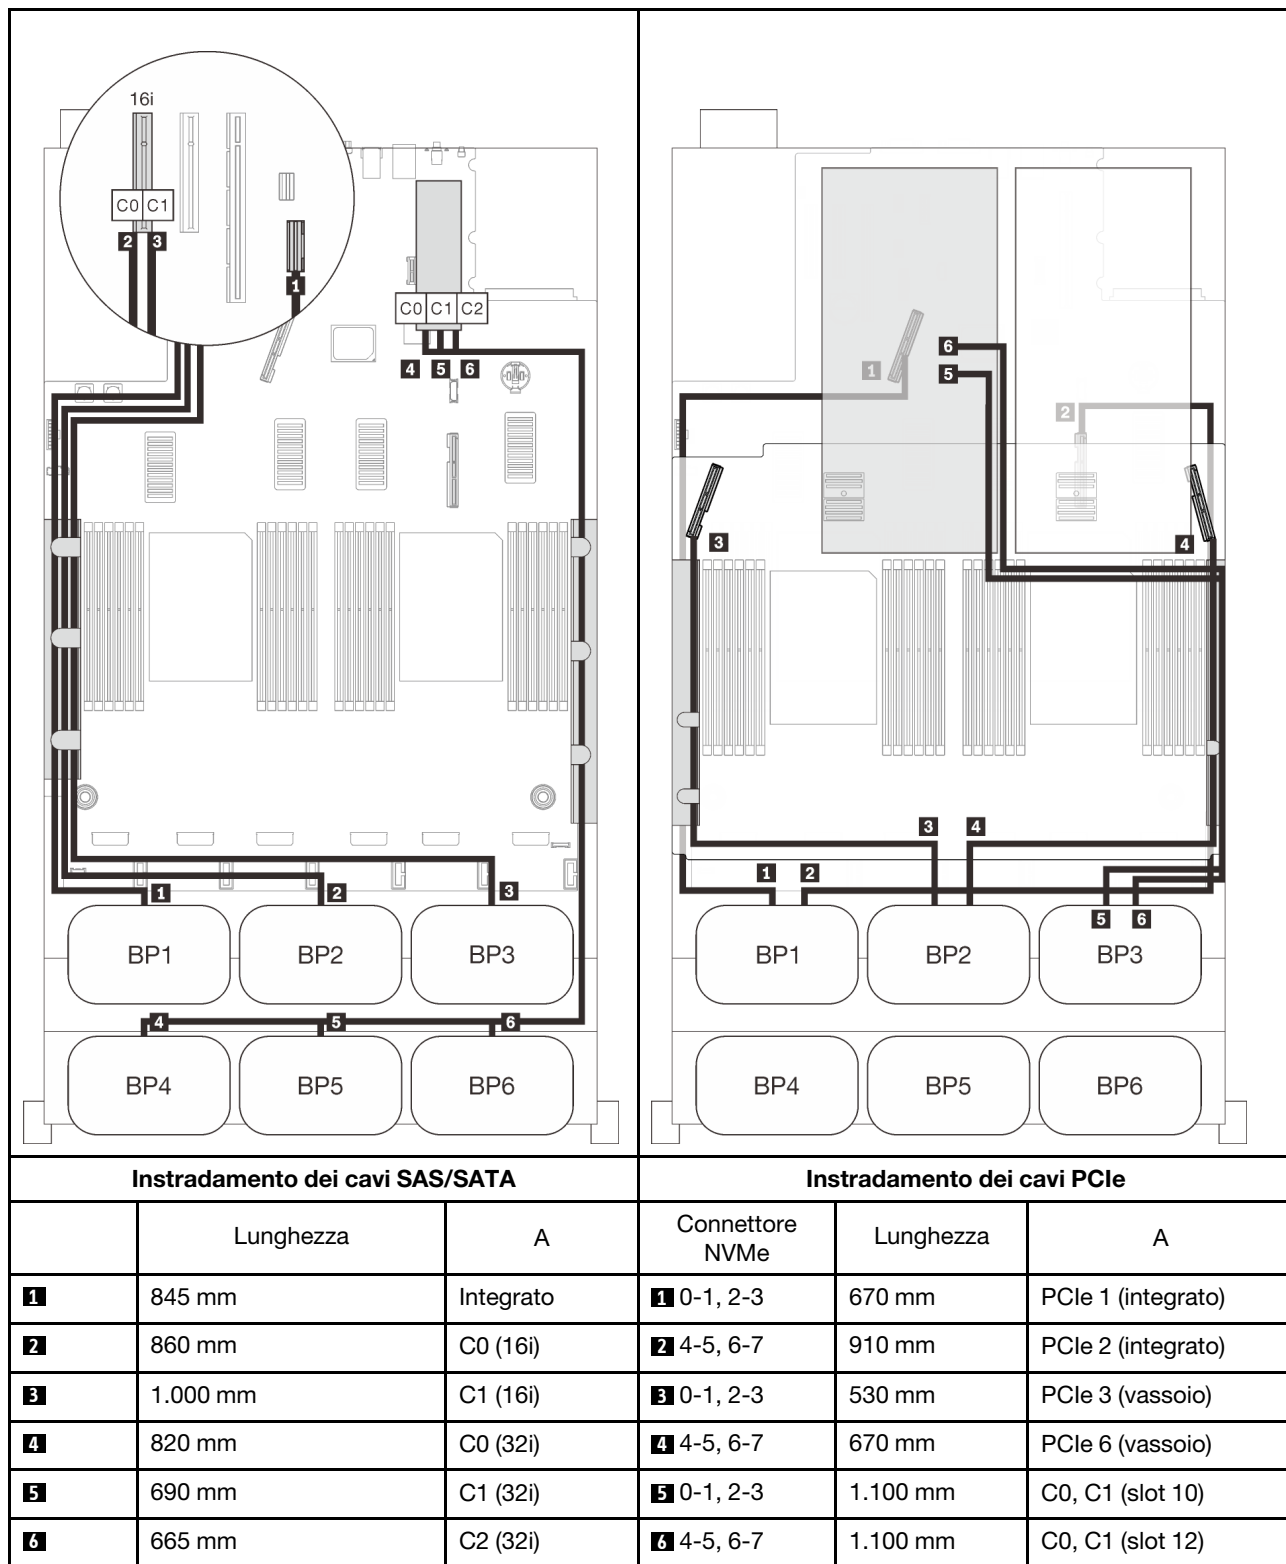 16i
C0 C1
2 3
1
C0 C1 C2
4 5 6
1
2
3
BP1 BP2 BP3
4 5 6
BP4 BP5 BP6
6
1 5
2
3 4
3 4
1 2
5 6
BP1 BP2 BP3
BP4 BP5 BP6
Instradamento dei cavi SAS/SATA
Instradamento dei cavi PCIe
Lunghezza A Connettore NVMe Lunghezza A
1 845 mm Integrato 1 0-1, 2-3 670 mm PCIe 1 (integrato)
2 860 mm C0 (16i) 2 4-5, 6-7 910 mm PCIe 2 (integrato)
3 1.000 mm C1 (16i) 3 0-1, 2-3 530 mm PCIe 3 (vassoio)
4 820 mm C0 (32i) 4 4-5, 6-7 670 mm PCIe 6 (vassoio)
5 690 mm C1 (32i) 5 0-1, 2-3 1.100 mm C0, C1 (slot 10)
6 665 mm C2 (32i) 6 4-5, 6-7 1.100 mm C0, C1 (slot 12)